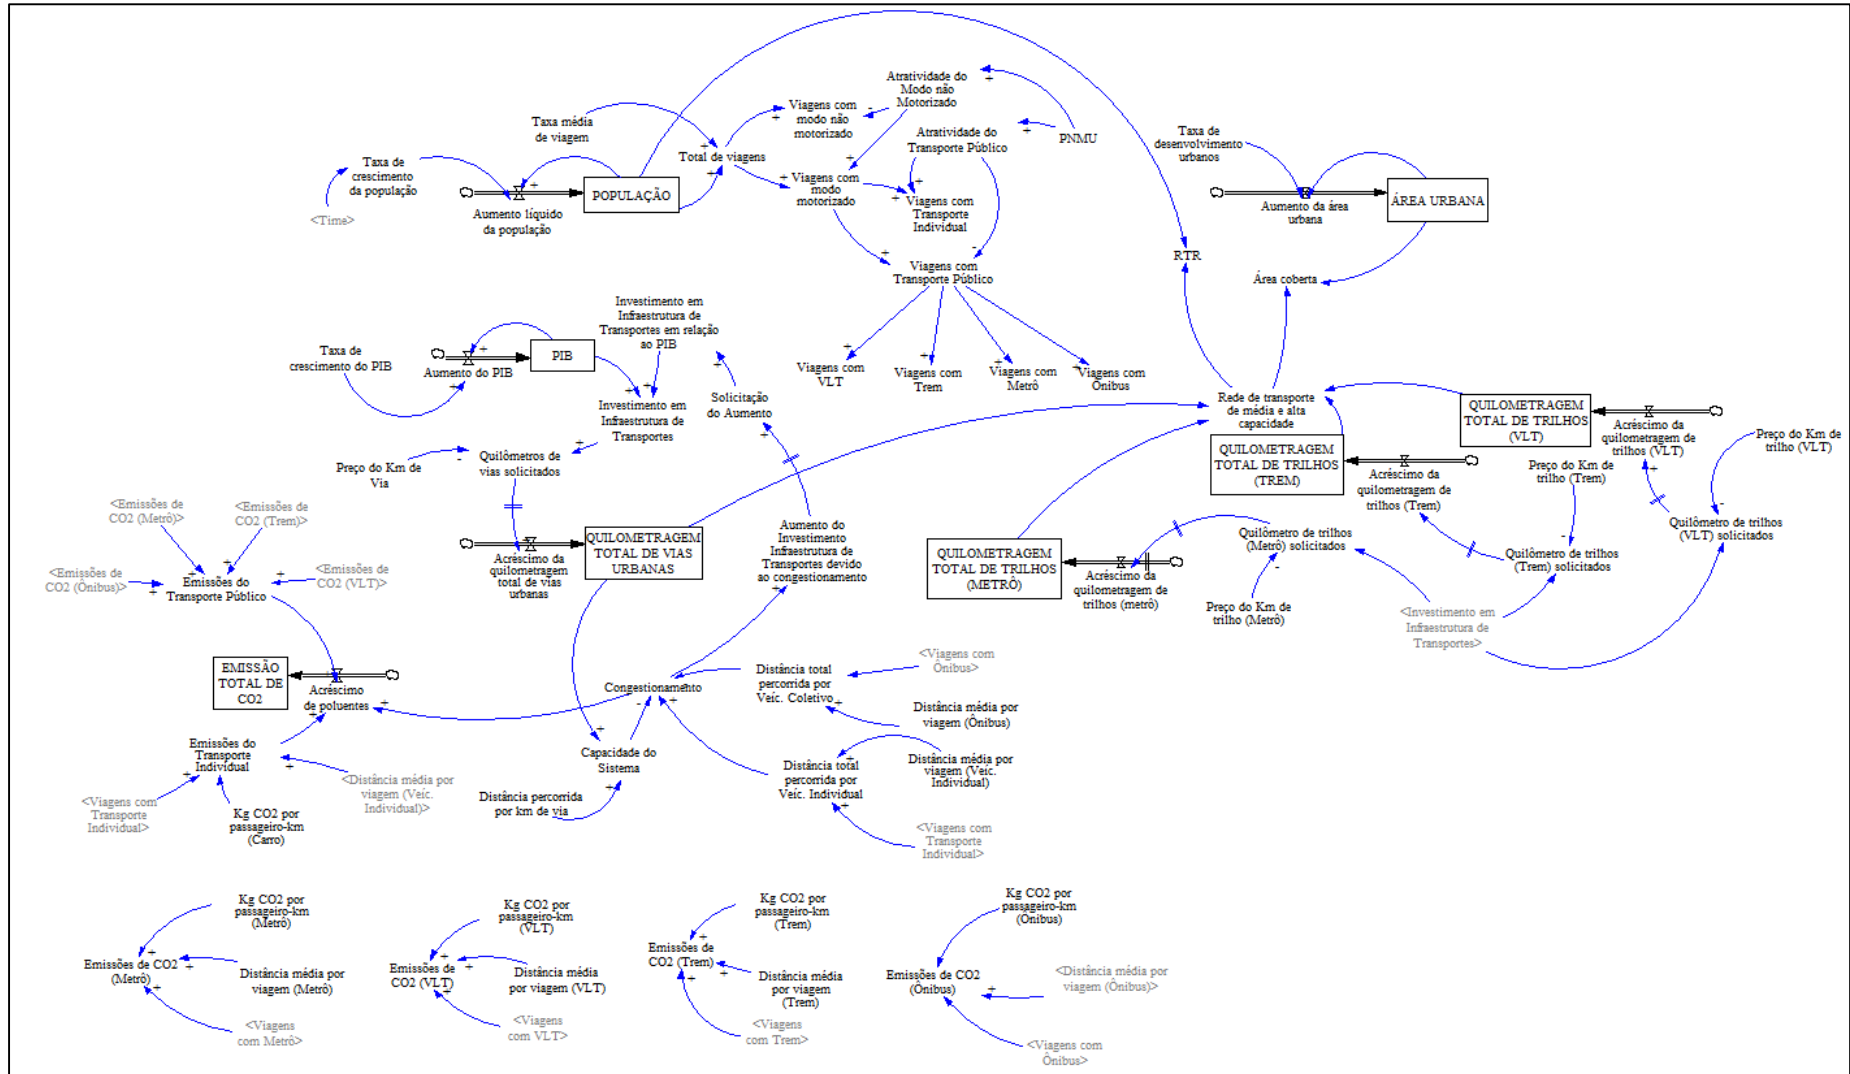 Taxa média
de viagem
Viagens com
modo não
motorizado
Atratividade do
Modo não
Motorizado
Atratividade do
Transporte Público
PNMU
Taxa de
desenvolvimento
urbanos
Taxa de
crescimento
da população
<Time>
Aumento líquido
da população
POPULAÇÃO
Total de viagens
Viagens com
modo
motorizado
Viagens com
Transporte
Individual
Aumento da área
urbana
ÁREA URBANA
Viagens com
Transporte Público
RTR
Área coberta
Taxa de
crescimento do PIB
Aumento do PIB
PIB
Investimento em
Infraestrutura de
Transportes em relação
ao PIB
Investimento em
Infraestrutura de
Transportes
Solicitação
do Aumento
Viagens com
VLT
Viagens com
Trem
Viagens com
Metrô
Viagens com
Ônibus
Rede de transporte
de média e alta
capacidade
QUILOMETRAGEM
TOTAL DE TRILHOS
(VLT)
Acréscimo da
quilometragem de
trilhos (VLT)
Preço do Km de
trilho (VLT)
QUILOMETRAGEM
TOTAL DE TRILHOS
(TREM)
Acréscimo da
quilometragem de
trilhos (Trem)
Preço do Km de
trilho (Trem)
Preço do Km de
Via
Quilômetros de
vias solicitados
<Emissões de
CO2 (Metrô)>
<Emissões de
CO2 (Trem)>
<Emissões de
CO2 (Ônibus)>
Emissões do
Transporte Público
<Emissões de
CO2 (VLT)>
Acréscimo da
quilometragem
total de vias
urbanas
QUILOMETRAGEM
TOTAL DE VIAS
URBANAS
Aumento do
Investimento
Infraestrutura de
Transportes devido
ao congestionamento
QUILOMETRAGEM
TOTAL DE TRILHOS
(METRÔ)
Acréscimo da
quilometragem de
trilhos (metrô)
Quilômetro de trilhos
(Metrô) solicitados
Preço do Km de
trilho (Metrô)
Quilômetro de trilhos
(Trem) solicitados
Quilômetro de trilhos
(VLT) solicitados
<Investimento em
Infraestrutura de
Transportes>
EMISSÃO
TOTAL DE
CO2
Acréscimo
de poluentes
Congestionamento
Distância total
percorrida por
Veíc. Coletivo
<Viagens com
Ônibus>
Distância média por
viagem (Ônibus)
Emissões do
Transporte
Individual
<Viagens com
Transporte
Individual>
Kg CO2 por
passageiro-km
(Carro)
<Distância média por
viagem (Veíc.
Individual)>
Capacidade do
Sistema
Distância percorrida
por km de via
Distância total
percorrida por
Veíc. Individual
Distância média por
viagem (Veíc.
Individual)
<Viagens com
Transporte
Individual>
Kg CO2 por
passageiro-km
(Metrô)
Emissões de CO2
(Metrô)
Distância média por
viagem (Metrô)
<Viagens
com Metrô>
Kg CO2 por
passageiro-km
(VLT)
Emissões de
CO2 (VLT)
Distância média
por viagem (VLT)
<Viagens
com VLT>
Kg CO2 por
passageiro-km
(Trem)
Emissões de
CO2 (Trem)
Distância média
por viagem
(Trem)
<Viagens
com Trem>
Kg CO2 por
passageiro-km
(Ônibus)
Emissões de CO2
(Ônibus)
<Distância média por
viagem (Ônibus)>
<Viagens com
Ônibus>